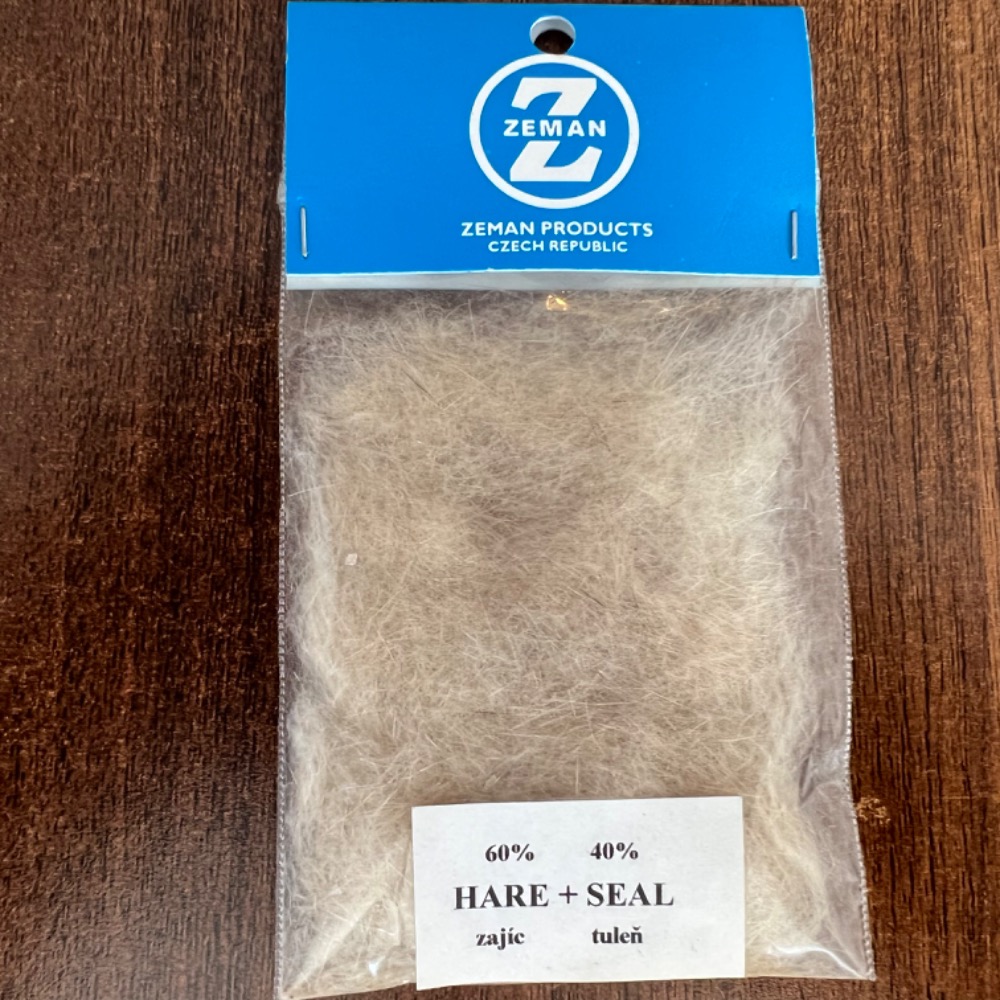 ZEMAN
ZEMAN PRODUCTS
CZECH REPUBLIC
60% 40%
HARE + SEAL
zajíc tuleň